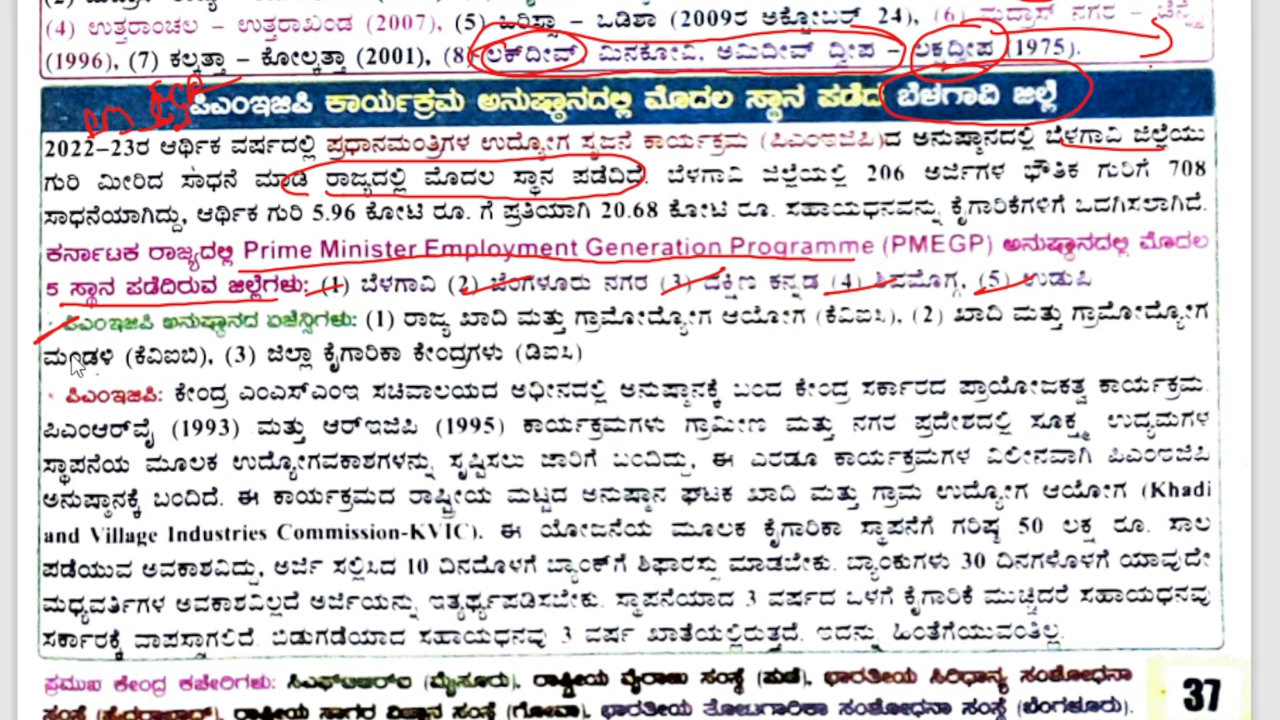 (4) ಉತ್ತರಾಂಚಲ – ಉತ್ತರಾಖಂಡ (2007), (5) ಒರಿಸ್ಸಾ – ಒಡಿಶಾ (2009ರ ಅಕ್ಟೋಬರ್ 24), (6) ಮದ್ರಾಸ್ ನಗರ – ಚೆನ್ನೈ
(1996), (7) ಕಲ್ಕತ್ತಾ – ಕೋಲ್ಕತ್ತಾ (2001), (8) ಲಕ್‌ದೀವ್, ಮಿನಿಕೋವಿ, ಅಮಿದೀವ್ ದ್ವೀಪ – ಲಕ್ಷದ್ವೀಪ (1975).
ಪಿಎಂಇಜಿಪಿ ಕಾರ್ಯಕ್ರಮ ಅನುಷ್ಠಾನದಲ್ಲಿ ಮೊದಲ ಸ್ಥಾನ ಪಡೆದ ಬೆಳಗಾವಿ ಜಿಲ್ಲೆ
2022–23ರ ಆರ್ಥಿಕ ವರ್ಷದಲ್ಲಿ ಪ್ರಧಾನಮಂತ್ರಿಗಳ ಉದ್ಯೋಗ ಸೃಜನೆ ಕಾರ್ಯಕ್ರಮ (ಪಿಎಂಇಜಿಪಿ)ದ ಅನುಷ್ಠಾನದಲ್ಲಿ ಬೆಳಗಾವಿ ಜಿಲ್ಲೆಯು
ಗುರಿ ಮೀರಿದ ಸಾಧನೆ ಮಾಡಿ ರಾಜ್ಯದಲ್ಲಿ ಮೊದಲ ಸ್ಥಾನ ಪಡೆದಿದೆ. ಬೆಳಗಾವಿ ಜಿಲ್ಲೆಯಲ್ಲಿ 206 ಅರ್ಜಿಗಳ ಭೌತಿಕ ಗುರಿಗೆ 708
ಸಾಧನೆಯಾಗಿದ್ದು, ಆರ್ಥಿಕ ಗುರಿ 5.96 ಕೋಟಿ ರೂ. ಗೆ ಪ್ರತಿಯಾಗಿ 20.68 ಕೋಟಿ ರೂ. ಸಹಾಯಧನವನ್ನು ಕೈಗಾರಿಕೆಗಳಿಗೆ ಒದಗಿಸಲಾಗಿದೆ.
ಕರ್ನಾಟಕ ರಾಜ್ಯದಲ್ಲಿ Prime Minister Employment Generation Programme (PMEGP) ಅನುಷ್ಠಾನದಲ್ಲಿ ಮೊದಲ
5 ಸ್ಥಾನ ಪಡೆದಿರುವ ಜಿಲ್ಲೆಗಳು: (1) ಬೆಳಗಾವಿ (2) ಬೆಂಗಳೂರು ನಗರ (3) ದಕ್ಷಿಣ ಕನ್ನಡ (4) ಶಿವಮೊಗ್ಗ, (5) ಉಡುಪಿ
ಪಿಎಂಇಜಿಪಿ ಅನುಷ್ಠಾನದ ಏಜೆನ್ಸಿಗಳು: (1) ರಾಜ್ಯ ಖಾದಿ ಮತ್ತು ಗ್ರಾಮೋದ್ಯೋಗ ಆಯೋಗ (ಕೆವಿಐಸಿ), (2) ಖಾದಿ ಮತ್ತು ಗ್ರಾಮೋದ್ಯೋಗ
ಮಂಡಳಿ (ಕೆವಿಐಬಿ), (3) ಜಿಲ್ಲಾ ಕೈಗಾರಿಕಾ ಕೇಂದ್ರಗಳು (ಡಿಐಸಿ)
ಪಿಎಂಇಜಿಪಿ: ಕೇಂದ್ರ ಎಂಎಸ್‌ಎಂಇ ಸಚಿವಾಲಯದ ಅಧೀನದಲ್ಲಿ ಅನುಷ್ಠಾನಕ್ಕೆ ಬಂದ ಕೇಂದ್ರ ಸರ್ಕಾರದ ಪ್ರಾಯೋಜಕತ್ವ ಕಾರ್ಯಕ್ರಮ.
ಪಿಎಂಆರ್‌ವೈ (1993) ಮತ್ತು ಆರ್‌ಇಜಿಪಿ (1995) ಕಾರ್ಯಕ್ರಮಗಳು ಗ್ರಾಮೀಣ ಮತ್ತು ನಗರ ಪ್ರದೇಶದಲ್ಲಿ ಸೂಕ್ಷ್ಮ ಉದ್ಯಮಗಳ
ಸ್ಥಾಪನೆಯ ಮೂಲಕ ಉದ್ಯೋಗವಕಾಶಗಳನ್ನು ಸೃಷ್ಟಿಸಲು ಜಾರಿಗೆ ಬಂದಿದ್ದು, ಈ ಎರಡೂ ಕಾರ್ಯಕ್ರಮಗಳ ವಿಲೀನವಾಗಿ ಪಿಎಂಇಜಿಪಿ
ಅನುಷ್ಠಾನಕ್ಕೆ ಬಂದಿದೆ. ಈ ಕಾರ್ಯಕ್ರಮದ ರಾಷ್ಟ್ರೀಯ ಮಟ್ಟದ ಅನುಷ್ಠಾನ ಘಟಕ ಖಾದಿ ಮತ್ತು ಗ್ರಾಮ ಉದ್ಯೋಗ ಆಯೋಗ (Khadi
and Village Industries Commission-KVIC). ಈ ಯೋಜನೆಯ ಮೂಲಕ ಕೈಗಾರಿಕಾ ಸ್ಥಾಪನೆಗೆ ಗರಿಷ್ಠ 50 ಲಕ್ಷ ರೂ. ಸಾಲ
ಪಡೆಯುವ ಅವಕಾಶವಿದ್ದು, ಅರ್ಜಿ ಸಲ್ಲಿಸಿದ 10 ದಿನದೊಳಗೆ ಬ್ಯಾಂಕ್‌ಗೆ ಶಿಫಾರಸ್ಸು ಮಾಡಬೇಕು. ಬ್ಯಾಂಕುಗಳು 30 ದಿನಗಳೊಳಗೆ ಯಾವುದೇ
ಮಧ್ಯವರ್ತಿಗಳ ಅವಕಾಶವಿಲ್ಲದೆ ಅರ್ಜಿಯನ್ನು ಇತ್ಯರ್ಥ್ಯಪಡಿಸಬೇಕು. ಸ್ಥಾಪನೆಯಾದ 3 ವರ್ಷದ ಒಳಗೆ ಕೈಗಾರಿಕೆ ಮುಚ್ಚಿದರೆ ಸಹಾಯಧನವು
ಸರ್ಕಾರಕ್ಕೆ ವಾಪಸ್ಸಾಗಲಿದೆ. ಬಿಡುಗಡೆಯಾದ ಸಹಾಯಧನವು 3 ವರ್ಷ ಖಾತೆಯಲ್ಲಿರುತ್ತದೆ. ಇದನ್ನು ಹಿಂತೆಗೆಯುವಂತಿಲ್ಲ.
ಪ್ರಮುಖ ಕೇಂದ್ರ ಕಚೇರಿಗಳು: ಸಿಎಫ್‌ಟಿಆರ್‌ಐ (ಮೈಸೂರು), ರಾಷ್ಟ್ರೀಯ ವೈರಾಣು ಸಂಸ್ಥೆ (ಪುಣೆ), ಭಾರತೀಯ ಸಿರಿಧಾನ್ಯ ಸಂಶೋಧನಾ
ಸಂಸ್ಥೆ (ಹೈದರಾಬಾದ್), ರಾಷ್ಟ್ರೀಯ ಸಾಗರ ವಿಜ್ಞಾನ ಸಂಸ್ಥೆ (ಗೋವಾ), ಭಾರತೀಯ ತೋಟಗಾರಿಕಾ ಸಂಶೋಧನಾ ಸಂಸ್ಥೆ (ಬೆಂಗಳೂರು).
37